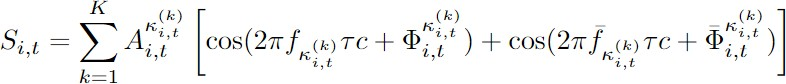 $S_{i,t} = \sum_{k=1}^{K} A_{i,t}^{\kappa_{i,t}^{(k)}} \left[ \cos(2\pi f_{\kappa_{i,t}^{(k)}} \tau c + \Phi_{i,t}^{\kappa_{i,t}^{(k)}}) + \cos(2\pi \bar{f}_{\kappa_{i,t}^{(k)}} \tau c + \bar{\Phi}_{i,t}^{\kappa_{i,t}^{(k)}}) \right]$